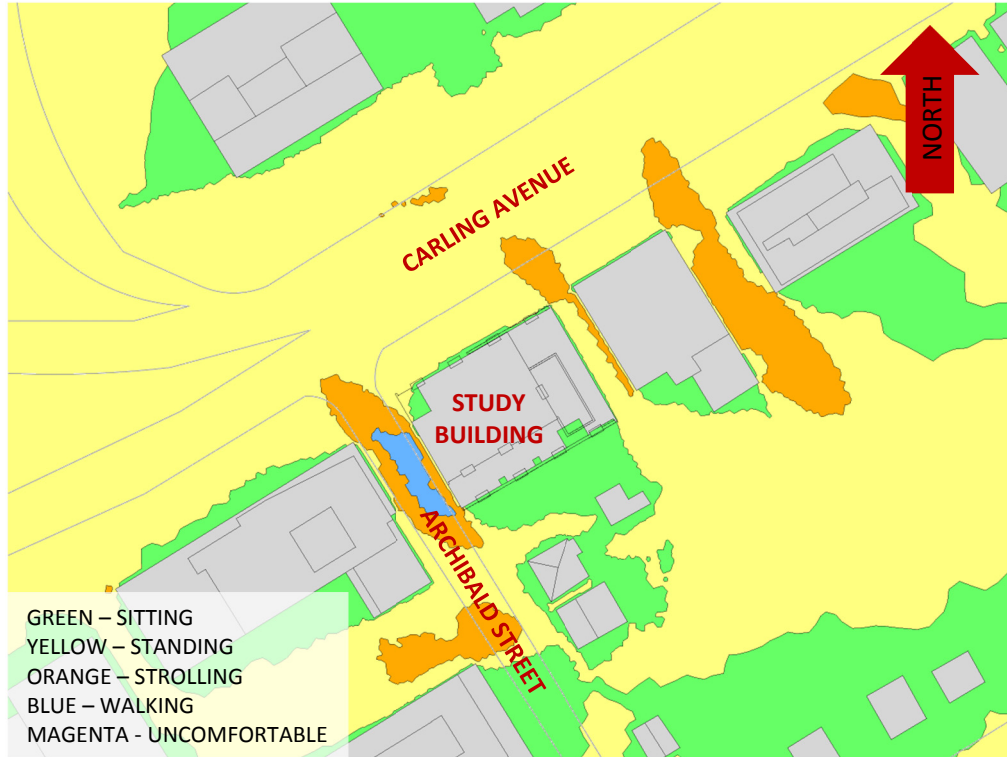 NORTH
CARLING AVENUE
STUDY
BUILDING
ARCHIBALD STREET
GREEN – SITTING
YELLOW – STANDING
ORANGE – STROLLING
BLUE – WALKING
MAGENTA - UNCOMFORTABLE